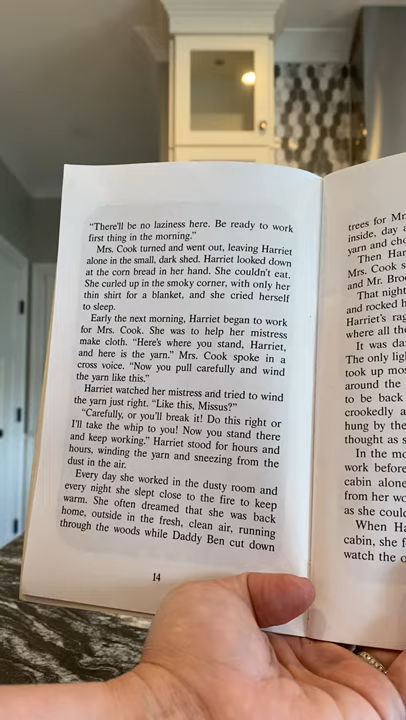 "There'll be no laziness here. Be ready to work
first thing in the morning."
Mrs. Cook turned and went out, leaving Harriet
alone in the small, dark shed. Harriet looked down
at the corn bread in her hand. She couldn't eat.
She curled up in the smoky corner, with only her
thin shirt for a blanket, and she cried herself
to sleep.
Early the next morning, Harriet began to work
for Mrs. Cook. She was to help her mistress
make cloth. "Here's where you stand, Harriet,
and here is the yarn." Mrs. Cook spoke in a
cross voice. "Now you pull carefully and wind
the yarn like this."
Harriet watched her mistress and tried to wind
the yarn just right. "Like this, Missus?"
"Carefully, or you'll break it! Do this right or
I'll take the whip to you! Now you stand there
and keep working." Harriet stood for hours and
hours, winding the yarn and sneezing from the
dust in the air.
Every day she worked in the dusty room and
every night she slept close to the fire to keep
warm. She often dreamed that she was back
home, outside in the fresh, clean air, running
through the woods while Daddy Ben cut down
14
trees for
inside, day
yarn and
Then
Mrs. Cook
and Mr.
That night
and rocked
Harriet's
where all
It was
The only
took up
around the
to be back
crookedly
hung by the
thought as
In the
work before
cabin alone
from her
as she
When
cabin, she
watch the